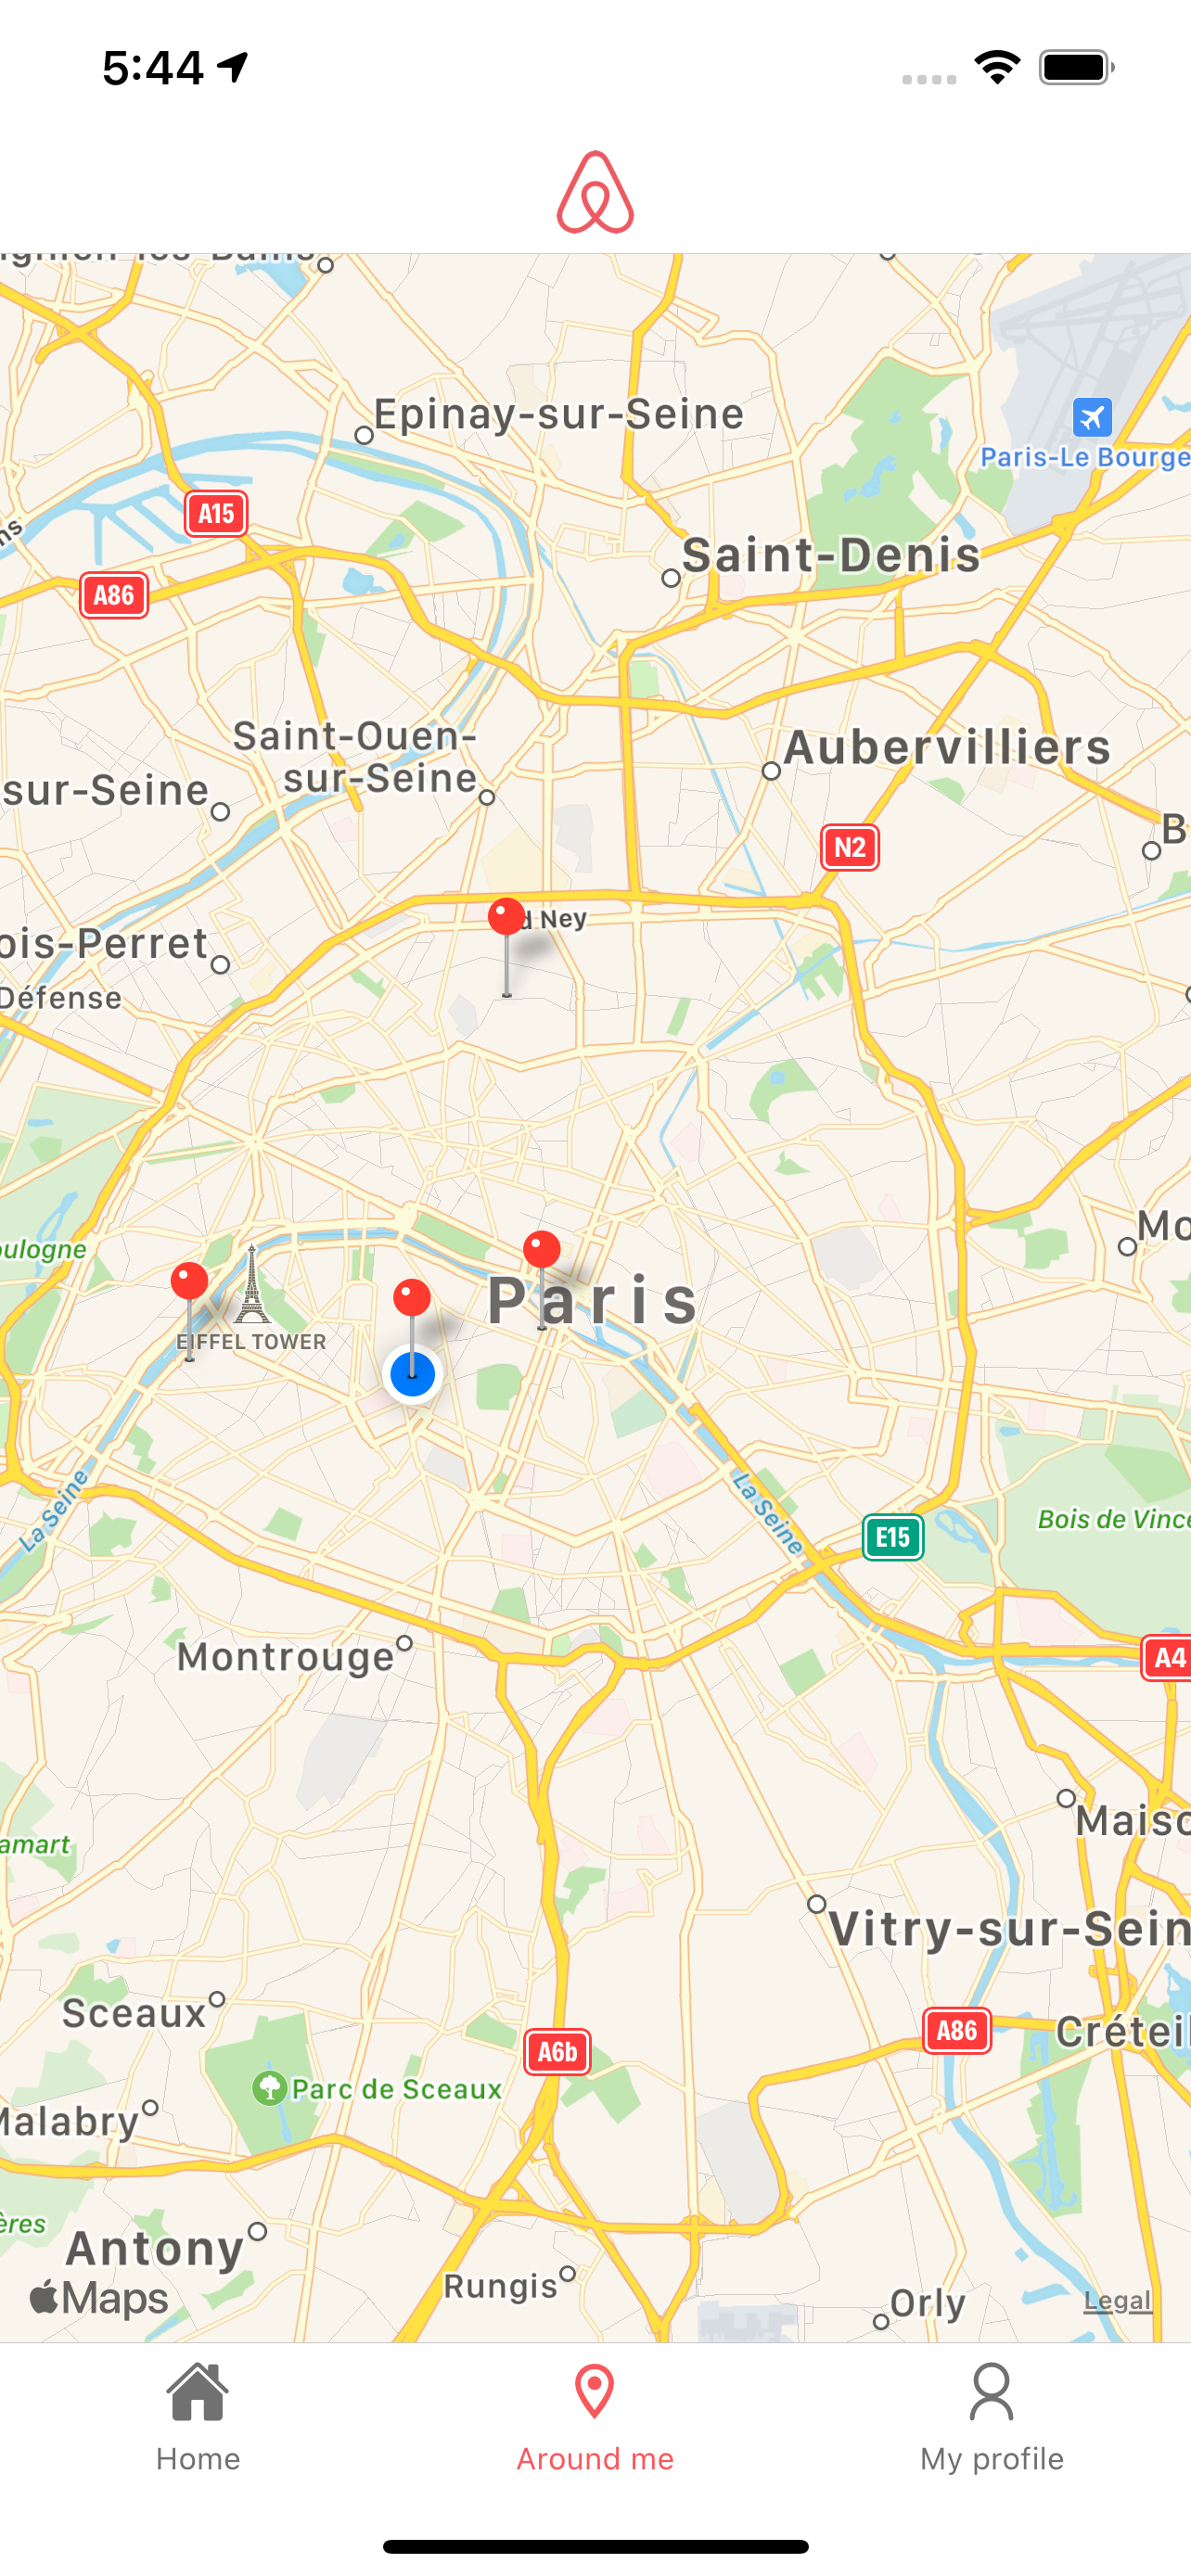 5:44
Epinay-sur-Seine
Paris-Le Bourge
A15
Saint-Denis
A86
Saint-Ouen-
sur-Seine
Aubervilliers
sur-Seine
B
N2
d Ney
ois-Perret
Défense
Mo
oulogne
Paris
EIFFEL TOWER
La Seine
La Seine
Bois de Vince
E15
Montrouge
A4
Maiso
amart
Vitry-sur-Sein
Sceaux
A86
Créteil
A6b
Parc de Sceaux
Malabry
ères
Antony
Rungis
Maps
Orly
Legal
Home
Around me
My profile